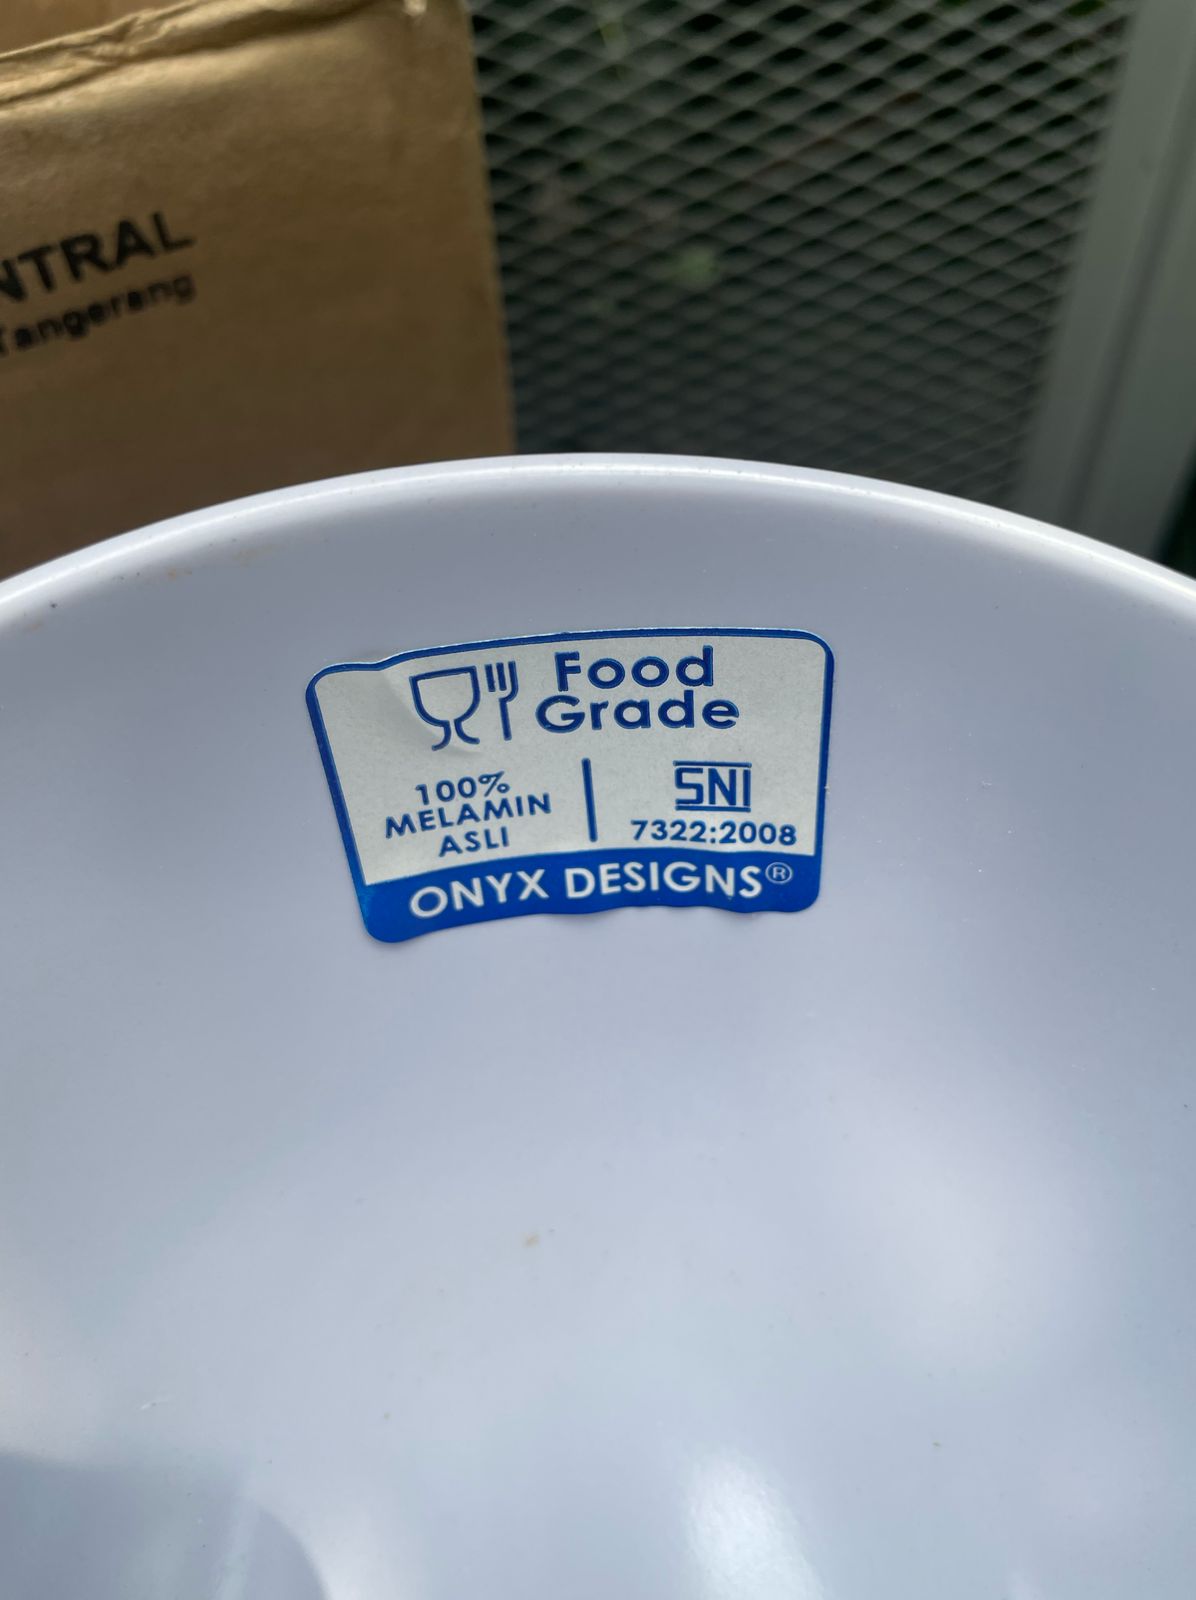 NTRAL
Tangerang
Food
Grade
100%
MELAMIN
ASLI
SNI
7322:2008
ONYX DESIGNS®